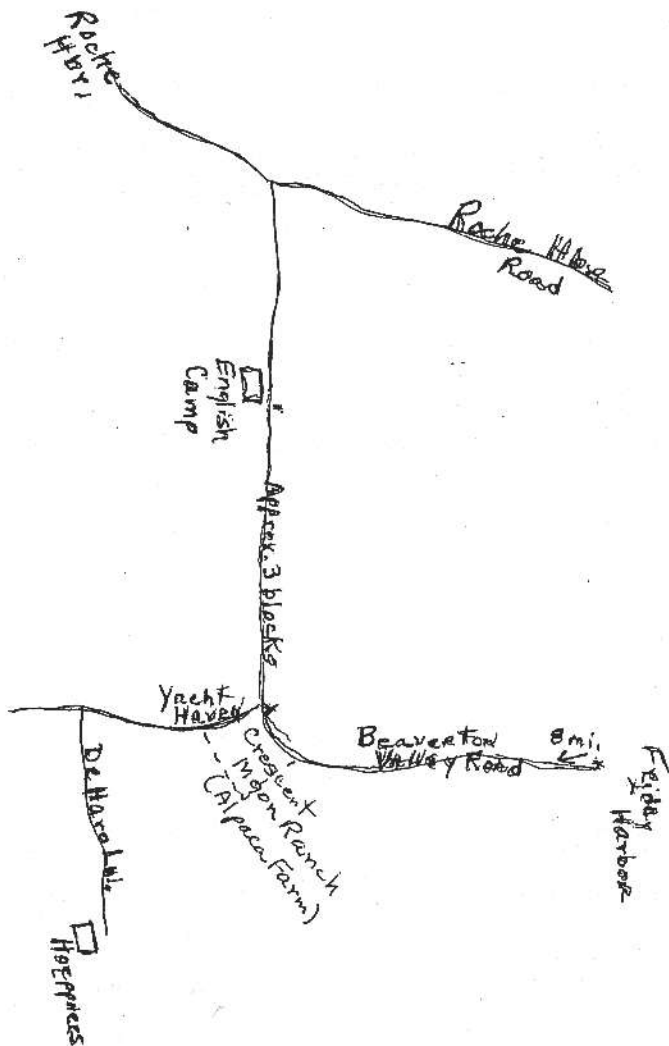 Roche
Hbr.
Roche Hbr
Road
English
Camp
Approx. 3 blocks
Yacht
Haven
Crescent
Moon Ranch
(Alpaca Farm)
Beaverton
Valley Road
8 mi.
Friday
Harbor
DeHaro Ln
Hoeppners